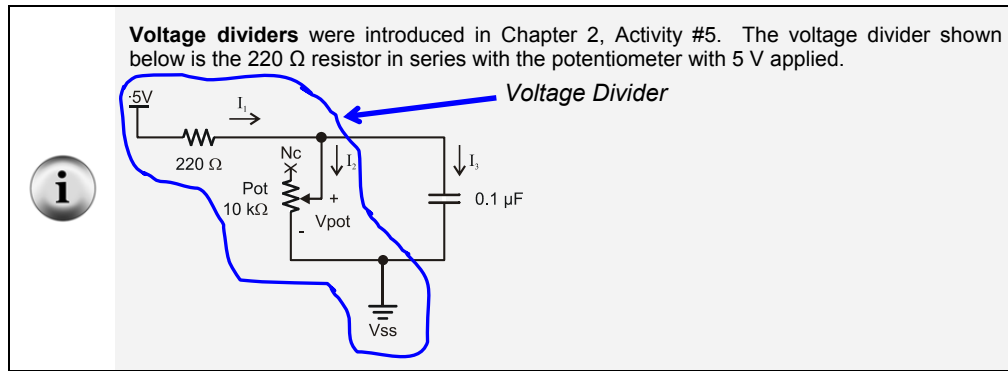 Voltage dividers were introduced in Chapter 2, Activity #5. The voltage divider shown
below is the 220 Ω resistor in series with the potentiometer with 5 V applied.
Voltage Divider
5V
I₁
220 Ω
Nc
I₂
I₃
Pot
10 kΩ
+
Vpot
-
0.1 µF
Vss
i